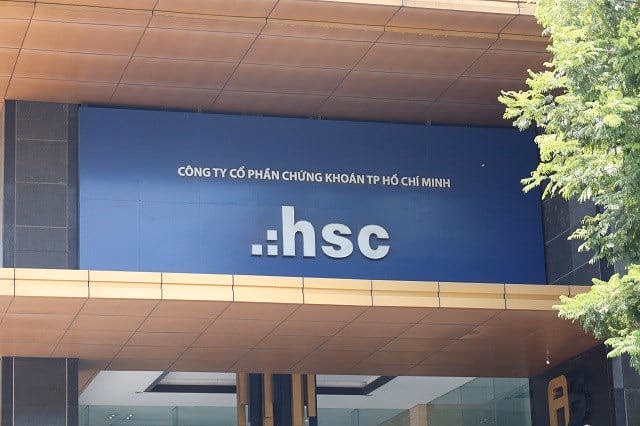 CÔNG TY CỔ PHẦN CHỨNG KHOÁN TP HỒ CHÍ MINH
.::hsc